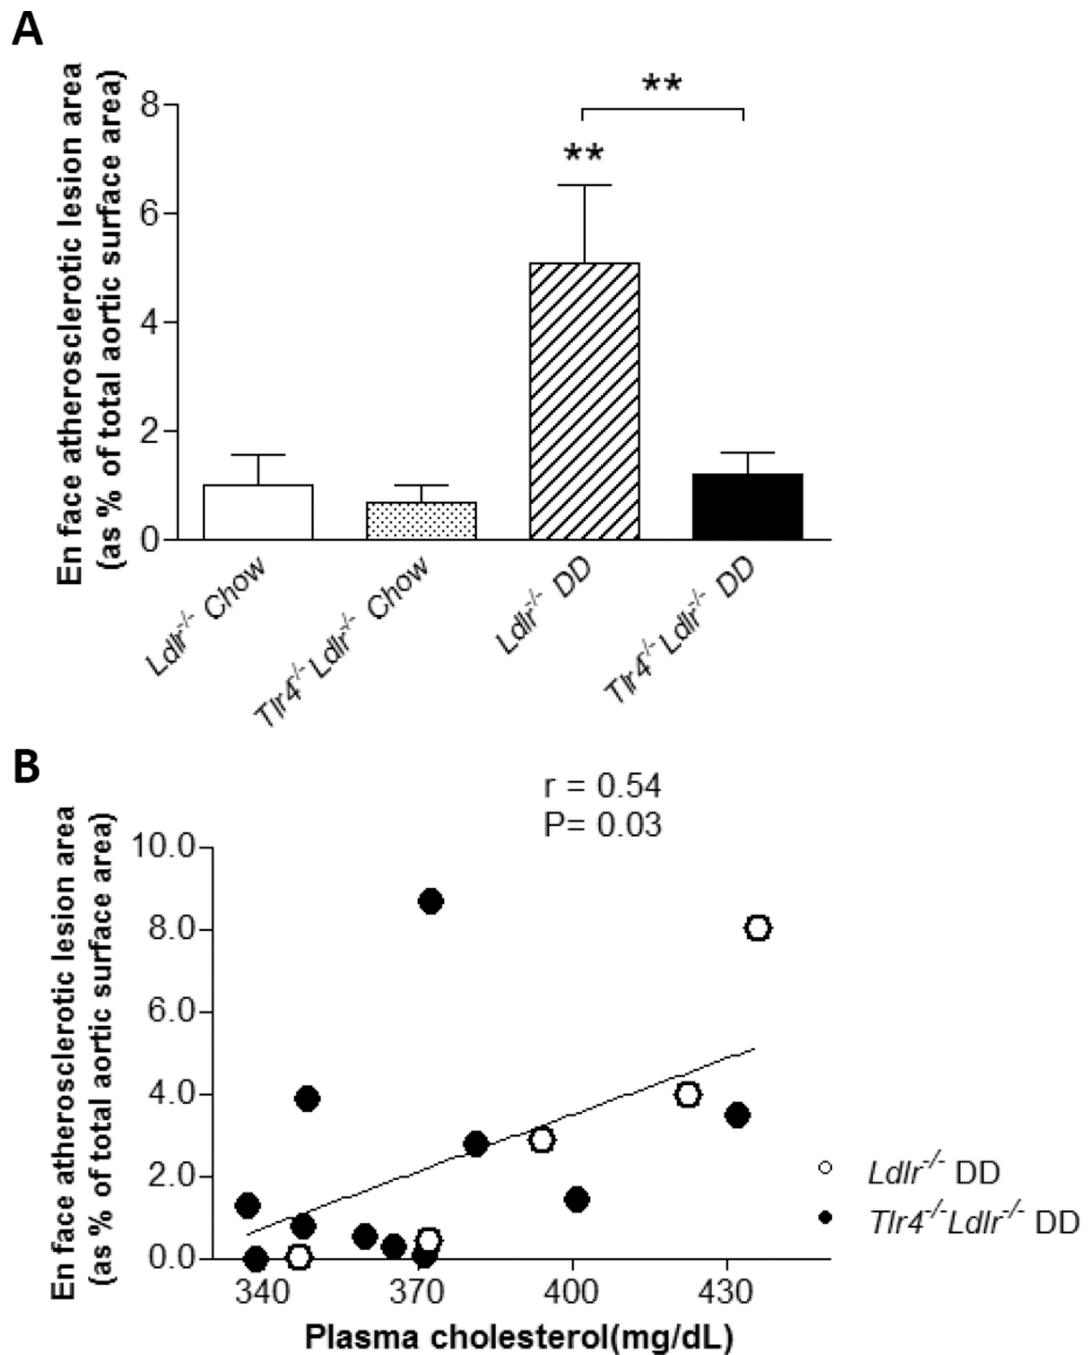 A
En face atherosclerotic lesion area
(as % of total aortic surface area)
8
6
4
2
0
**
**
Ldlr-/- Chow
Tlr4-/-Ldlr-/- Chow
Ldlr-/- DD
Tlr4-/-Ldlr-/- DD
B
r = 0.54
P= 0.03
En face atherosclerotic lesion area
(as % of total aortic surface area)
10.0
8.0
6.0
4.0
2.0
0.0
340 370 400 430
Plasma cholesterol(mg/dL)
Ldlr-/- DD
Tlr4-/-Ldlr-/- DD